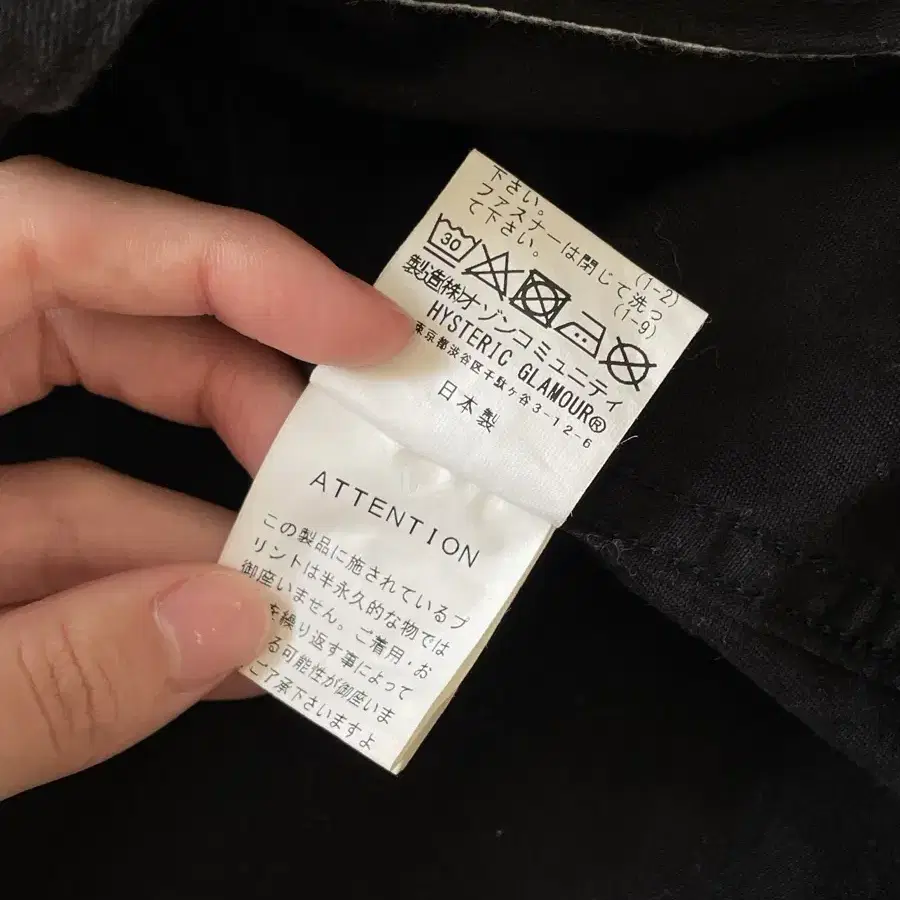 下さい。
(1-2)
ファスナーは閉じて洗っ
て下さい。
(1-9)
30
製造(株)オゾンコミュニティ
HYSTERIC GLAMOUR®
東京都渋谷区千駄ヶ谷3-12-6
日本製
ATTENTION
この製品に施されているプ
リントは半永久的な物では
御座いません。ご着用・お
を繰り返す事によって
る可能性が御座いま
ご了承下さいますよ